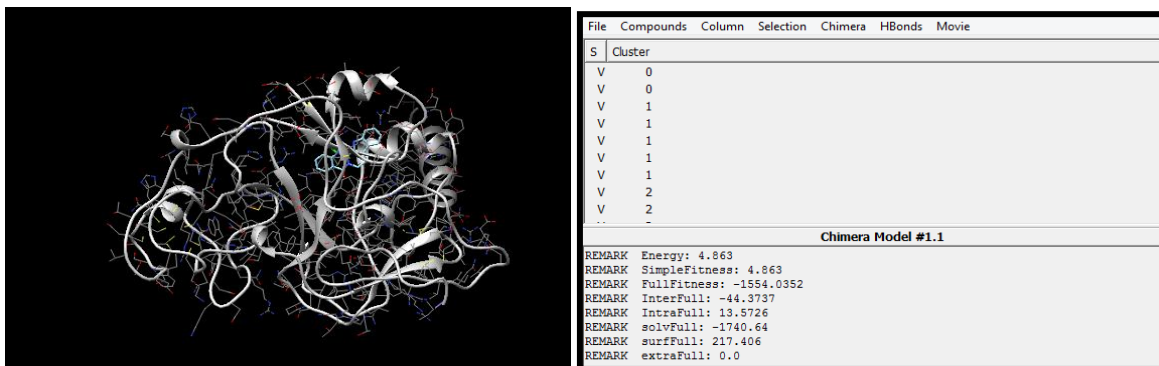 File Compounds Column Selection Chimera HBonds Movie
S Cluster
V 0
V 0
V 1
V 1
V 1
V 1
V 1
V 2
V 2
Chimera Model #1.1
REMARK Energy: 4.863
REMARK SimpleFitness: 4.863
REMARK FullFitness: -1554.0352
REMARK InterFull: -44.3737
REMARK IntraFull: 13.5726
REMARK solvFull: -1740.64
REMARK surfFull: 217.406
REMARK extraFull: 0.0